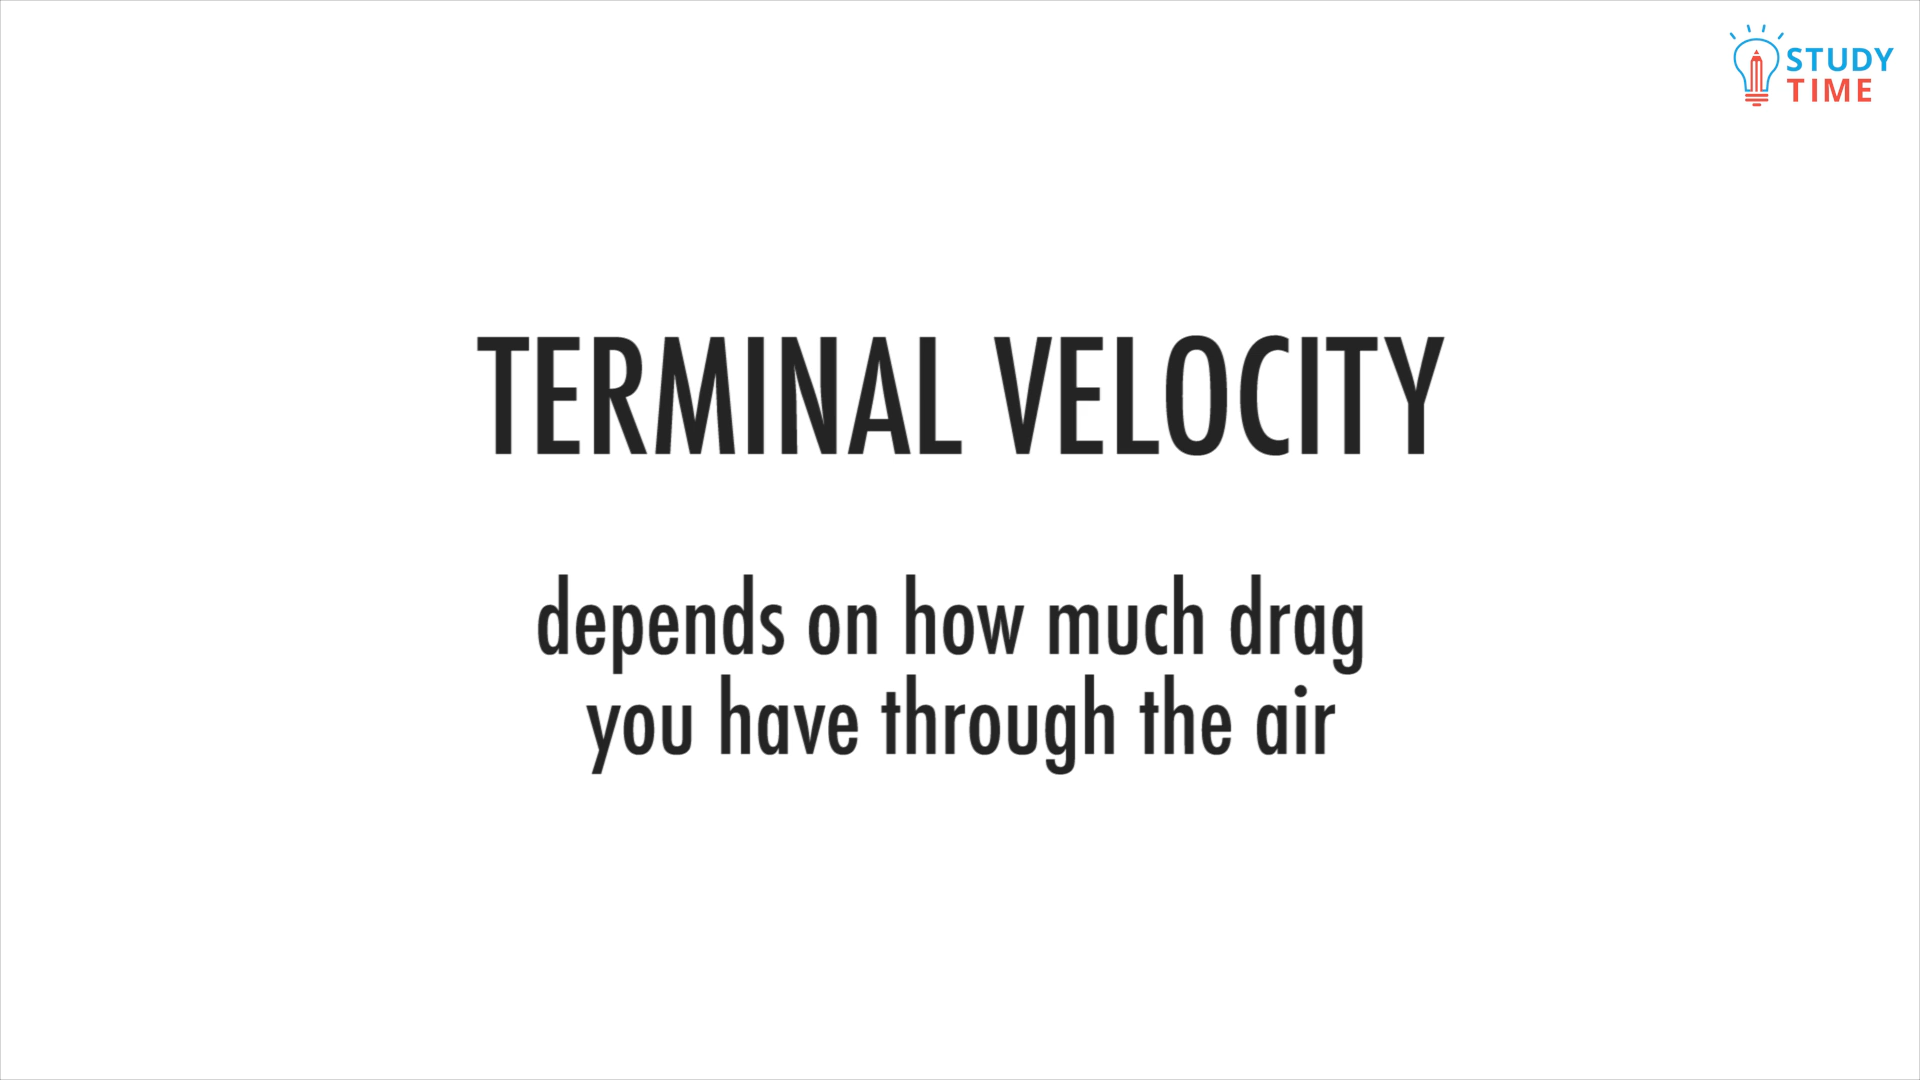 STUDY
TIME
TERMINAL VELOCITY
depends on how much drag
you have through the air